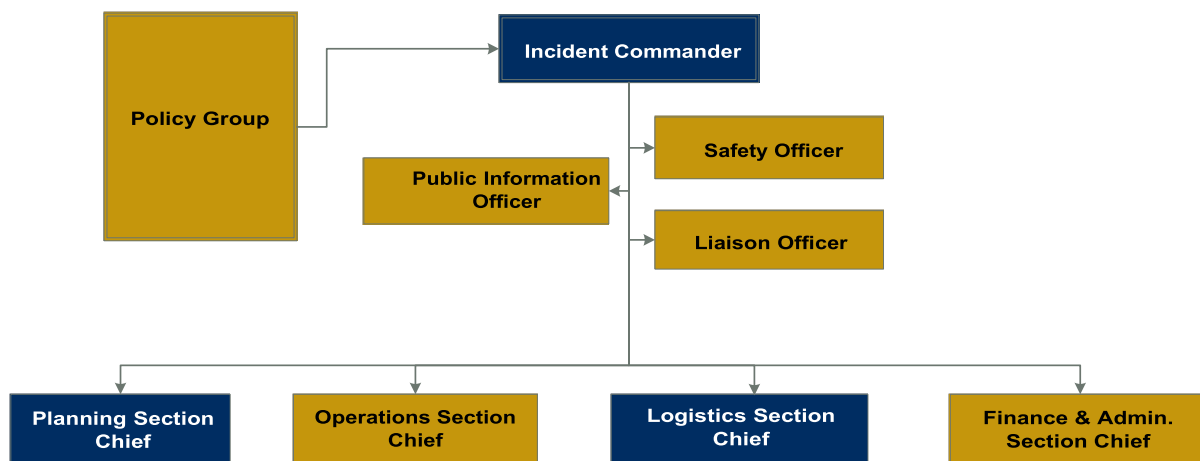 Incident Commander
Policy Group
Safety Officer
Public Information
Officer
Liaison Officer
Planning Section
Chief
Operations Section
Chief
Logistics Section
Chief
Finance & Admin.
Section Chief